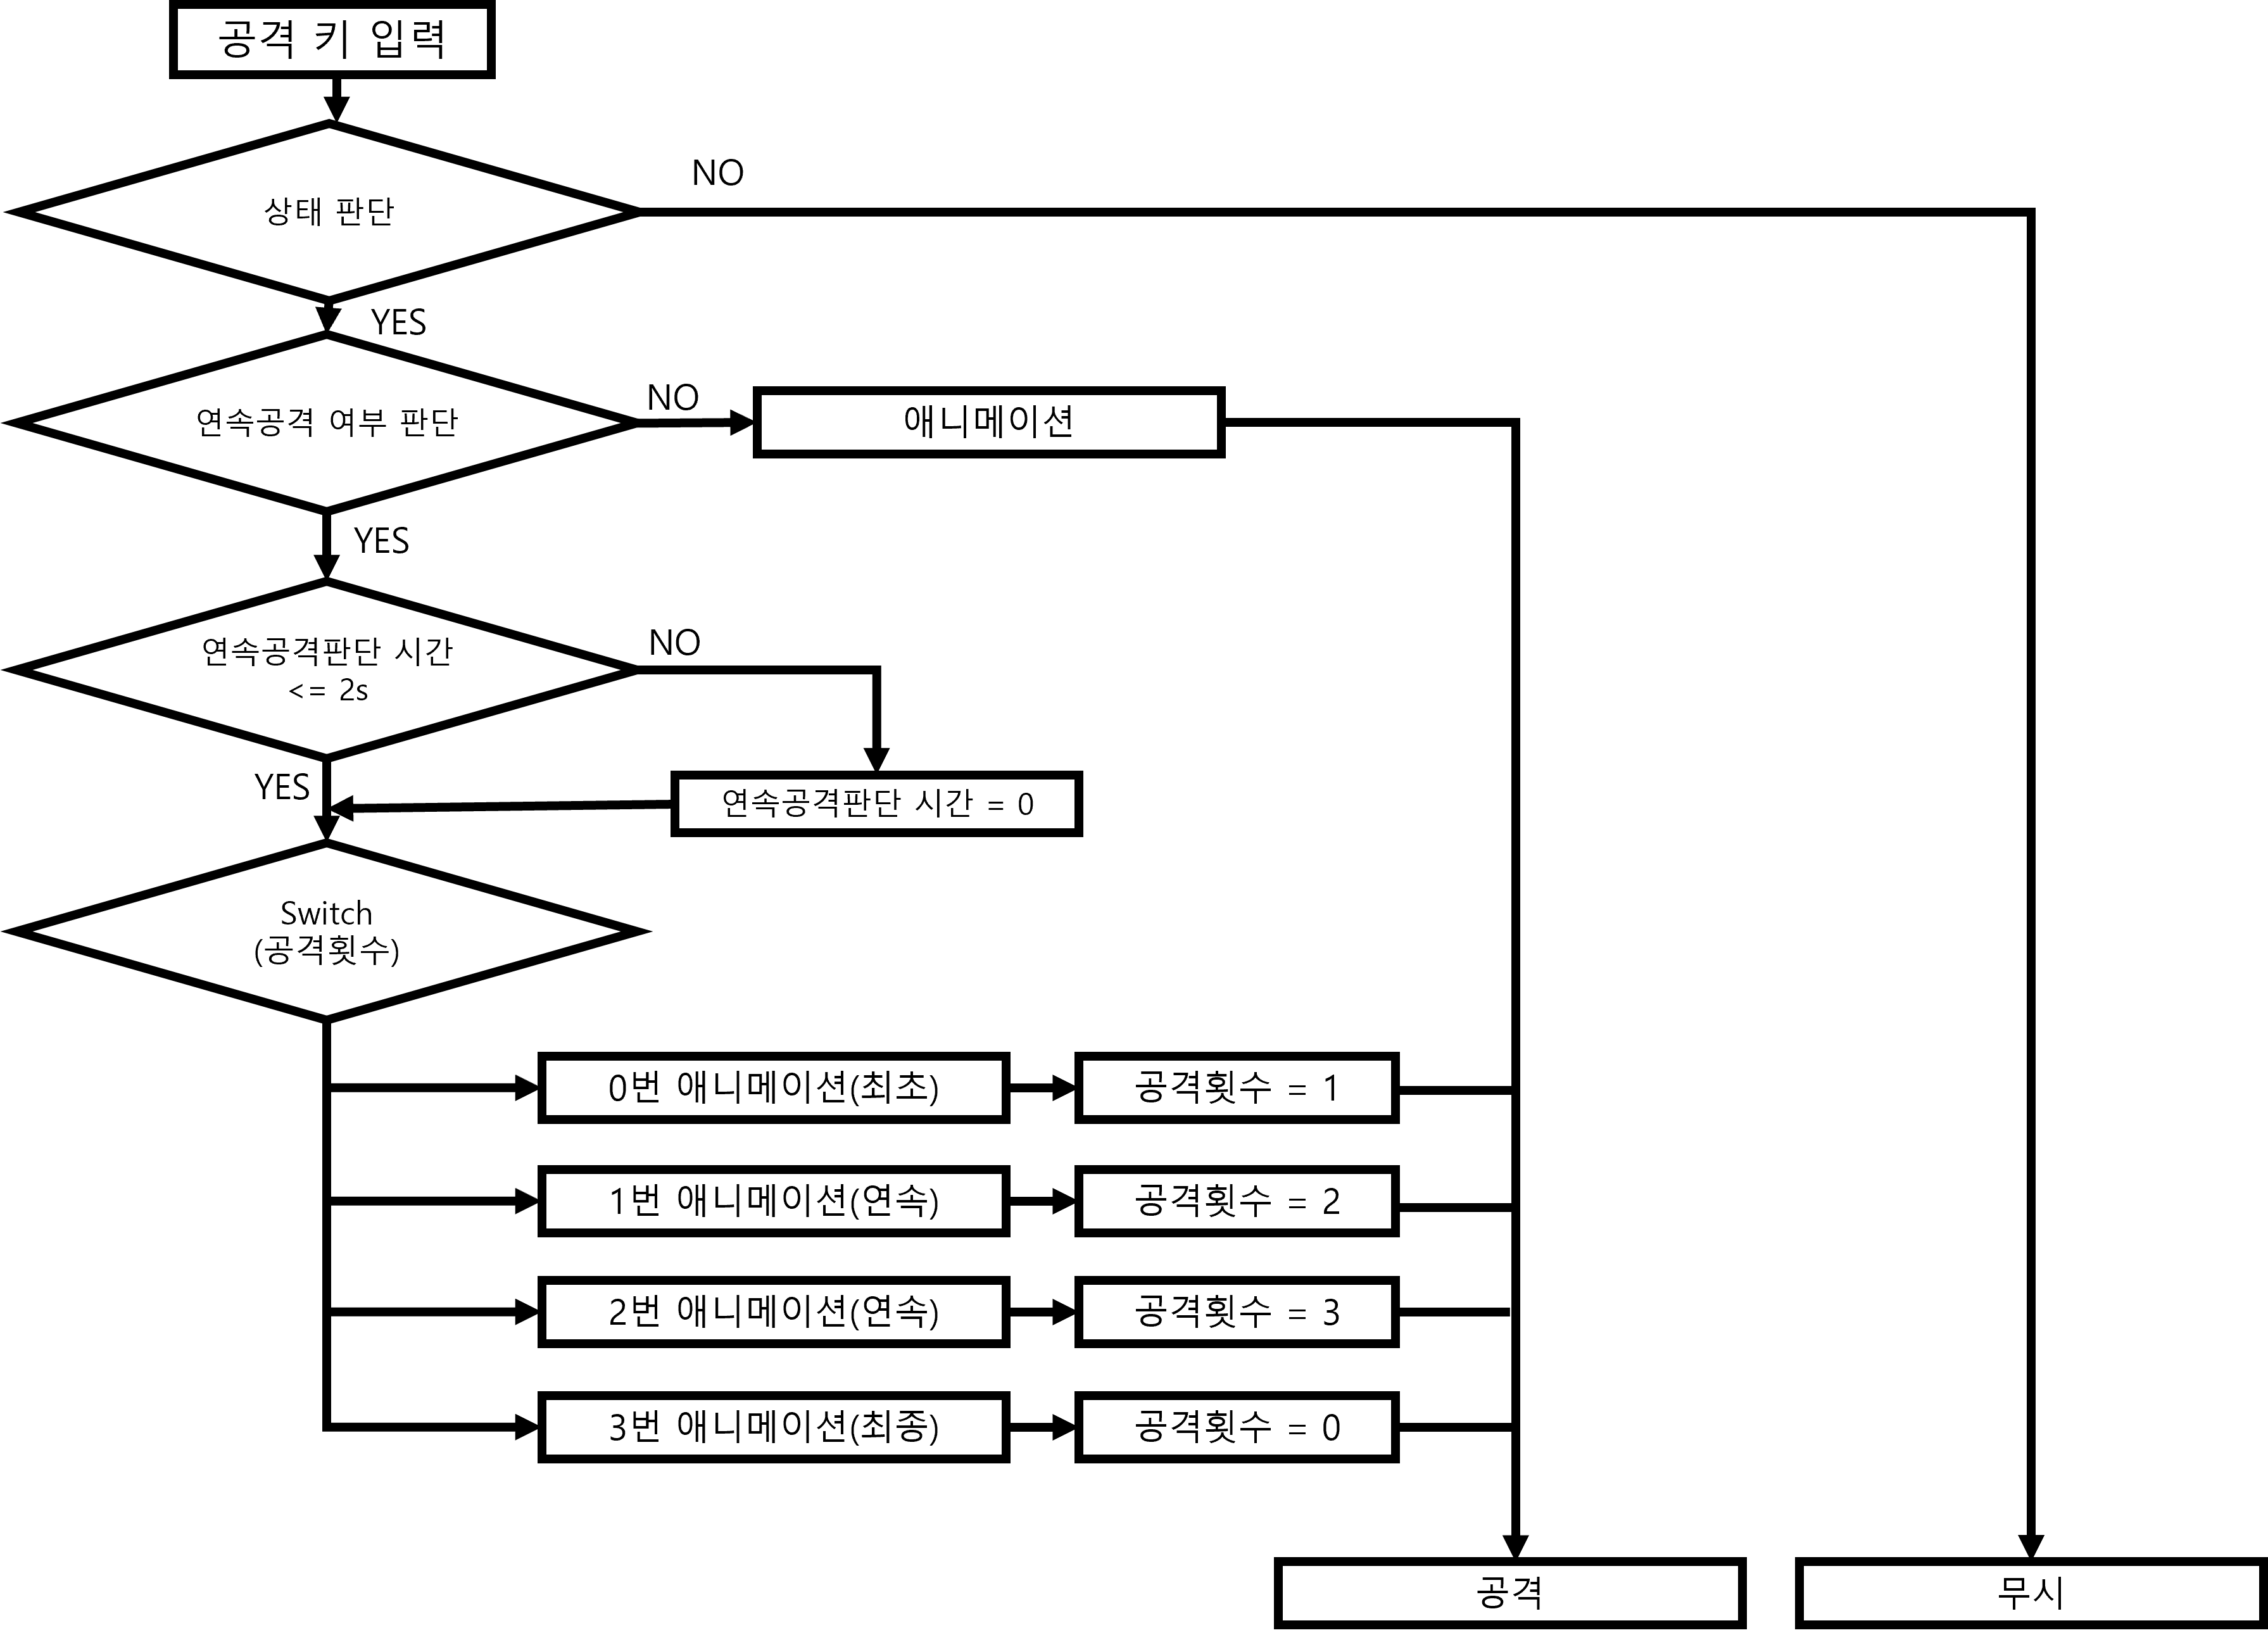 공격 키 입력
상태 판단
NO
YES
연속공격 여부 판단
NO
애니메이션
YES
연속공격판단 시간
<= 2s
NO
YES
연속공격판단 시간 = 0
Switch
(공격횟수)
0번 애니메이션(최초)
공격횟수 = 1
1번 애니메이션(연속)
공격횟수 = 2
2번 애니메이션(연속)
공격횟수 = 3
3번 애니메이션(최종)
공격횟수 = 0
공격
무시